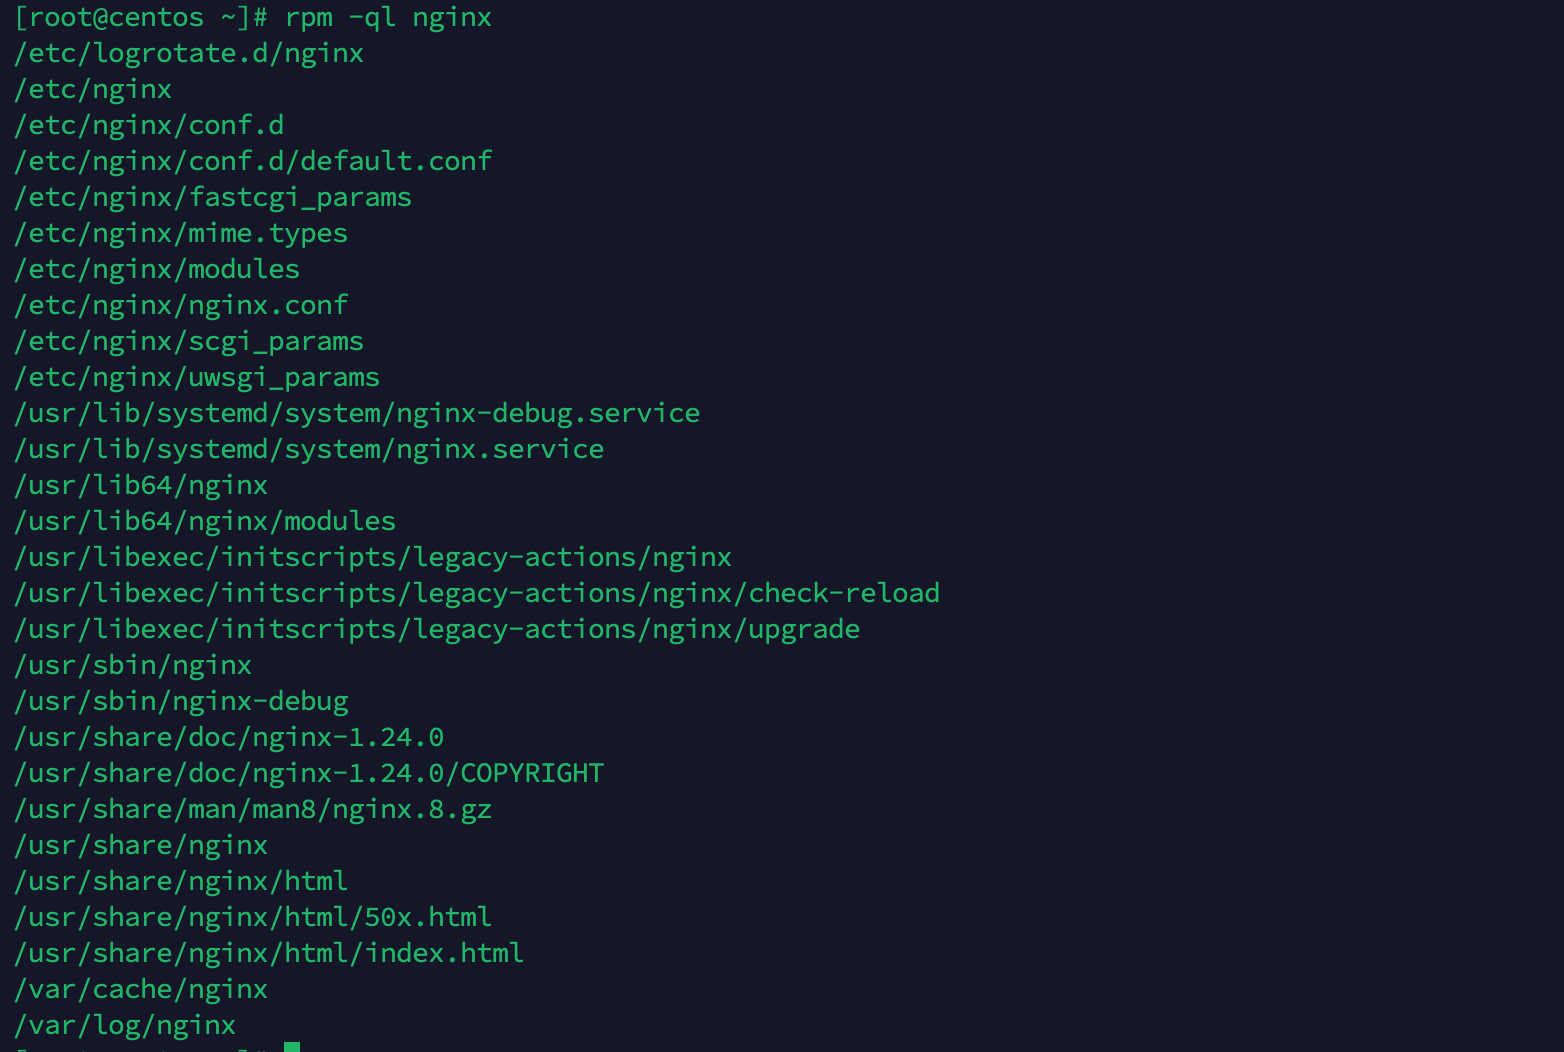 [root@centos ~]# rpm -ql nginx
/etc/logrotate.d/nginx
/etc/nginx
/etc/nginx/conf.d
/etc/nginx/conf.d/default.conf
/etc/nginx/fastcgi_params
/etc/nginx/mime.types
/etc/nginx/modules
/etc/nginx/nginx.conf
/etc/nginx/scgi_params
/etc/nginx/uwsgi_params
/usr/lib/systemd/system/nginx-debug.service
/usr/lib/systemd/system/nginx.service
/usr/lib64/nginx
/usr/lib64/nginx/modules
/usr/libexec/initscripts/legacy-actions/nginx
/usr/libexec/initscripts/legacy-actions/nginx/check-reload
/usr/libexec/initscripts/legacy-actions/nginx/upgrade
/usr/sbin/nginx
/usr/sbin/nginx-debug
/usr/share/doc/nginx-1.24.0
/usr/share/doc/nginx-1.24.0/COPYRIGHT
/usr/share/man/man8/nginx.8.gz
/usr/share/nginx
/usr/share/nginx/html
/usr/share/nginx/html/50x.html
/usr/share/nginx/html/index.html
/var/cache/nginx
/var/log/nginx